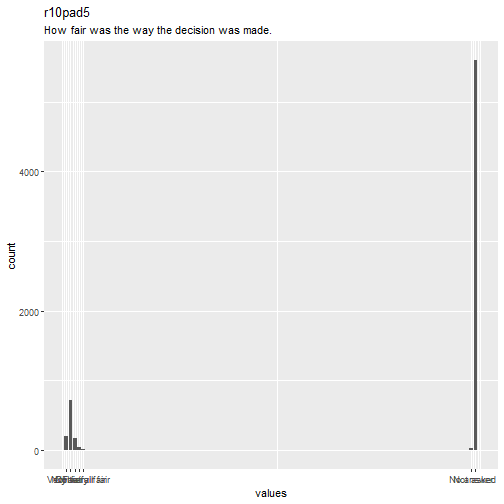 r10pad5
How fair was the way the decision was made.
count
4000
2000
0
values